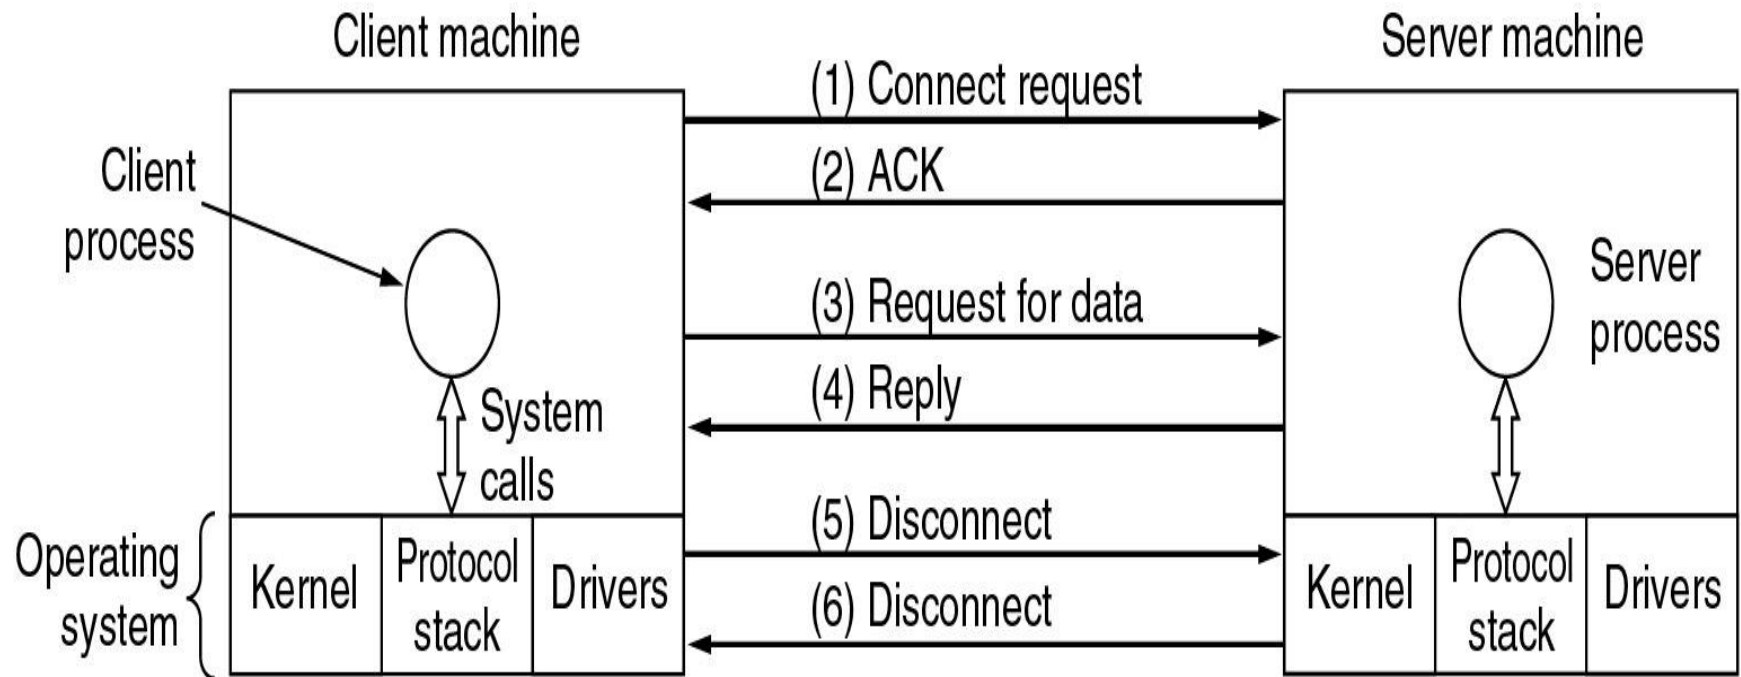 Client machine
Server machine
(1) Connect request
(2) ACK
Client
process
(3) Request for data
Server
process
(4) Reply
System
calls
(5) Disconnect
(6) Disconnect
Operating
system
Kernel
Protocol
stack
Drivers
Kernel
Protocol
stack
Drivers